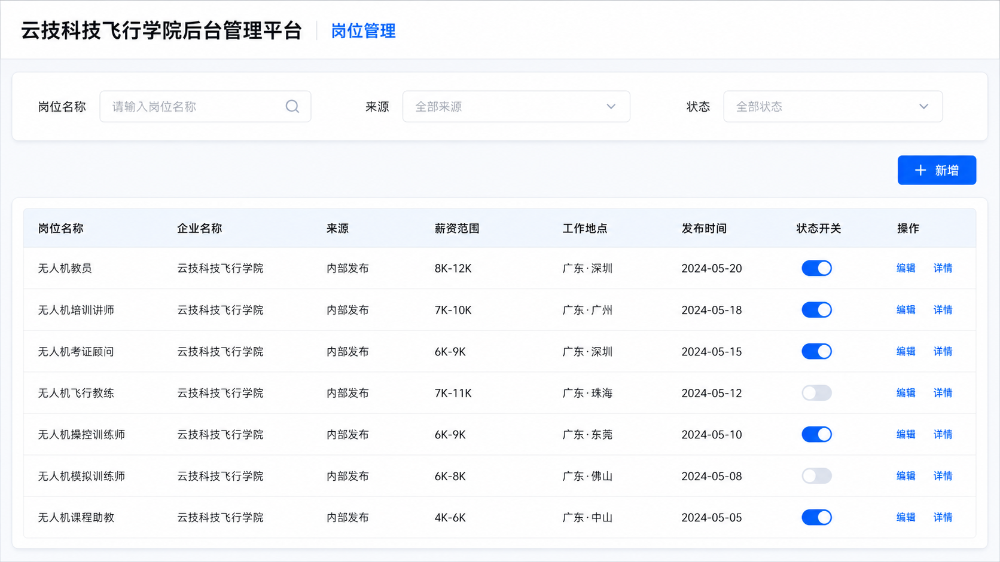 云技科技飞行学院后台管理平台 岗位管理
岗位名称 请输入岗位名称 来源 全部来源 状态 全部状态
新增
岗位名称 企业名称 来源 薪资范围 工作地点 发布时间 状态开关 操作
无人机教员 云技科技飞行学院 内部发布 8K-12K 广东·深圳 2024-05-20 编辑 详情
无人机培训讲师 云技科技飞行学院 内部发布 7K-10K 广东·广州 2024-05-18 编辑 详情
无人机考证顾问 云技科技飞行学院 内部发布 6K-9K 广东·深圳 2024-05-15 编辑 详情
无人机飞行教练 云技科技飞行学院 内部发布 7K-11K 广东·珠海 2024-05-12 编辑 详情
无人机操控训练师 云技科技飞行学院 内部发布 6K-9K 广东·东莞 2024-05-10 编辑 详情
无人机模拟训练师 云技科技飞行学院 内部发布 6K-8K 广东·佛山 2024-05-08 编辑 详情
无人机课程助教 云技科技飞行学院 内部发布 4K-6K 广东·中山 2024-05-05 编辑 详情